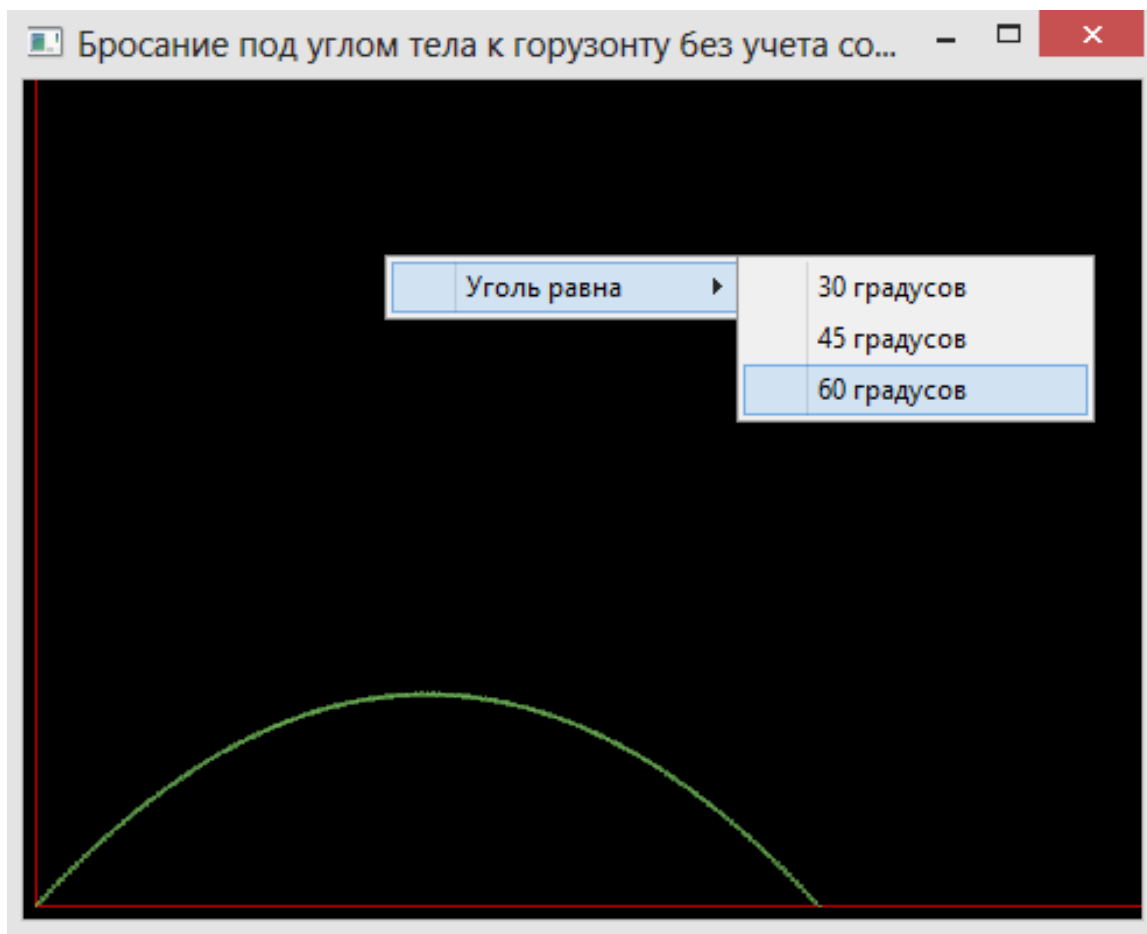 Бросание под углом тела к горузонту без учета со...
Уголь равна
30 градусов
45 градусов
60 градусов